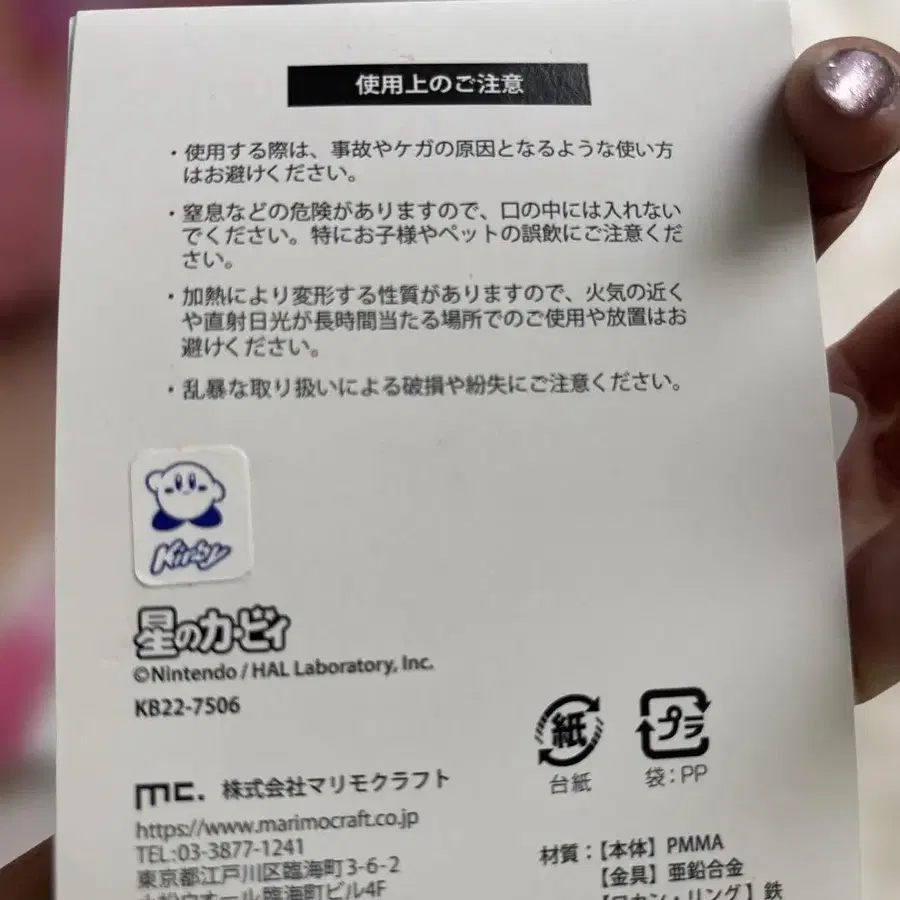 使用上のご注意
・使用する際は、事故やケガの原因となるような使い方
はお避けください。
・窒息などの危険がありますので、口の中には入れない
でください。特にお子様やペットの誤飲にご注意くだ
さい。
・加熱により変形する性質がありますので、火気の近く
や直射日光が長時間当たる場所でのご使用や放置はお
避けください。
・乱暴な取り扱いによる破損や紛失にご注意ください。
Kirby
星のカービィ
©Nintendo / HAL Laboratory, Inc.
KB22-7506
紙
台紙
プラ
袋：PP
mc. 株式会社マリモクラフト
https://www.marimocraft.co.jp
TEL:03-3877-1241
東京都江戸川区臨海町3-6-2
臨海町ビル4F
材質：【本体】PMMA
【金具】亜鉛合金
・リング】鉄